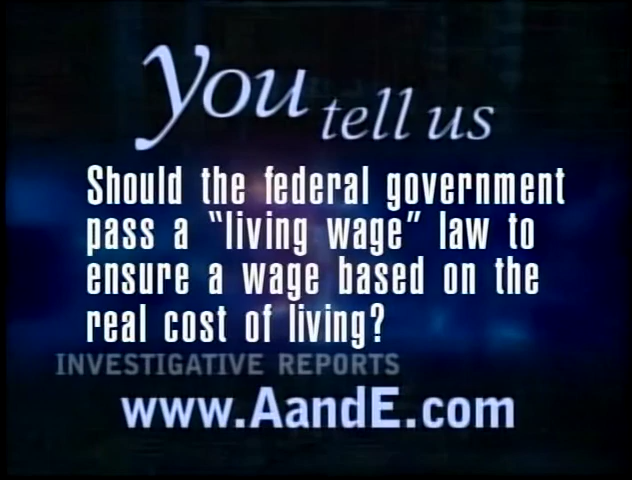 you tell us
Should the federal government
pass a “living wage” law to
ensure a wage based on the
real cost of living?
INVESTIGATIVE REPORTS
www.AandE.com